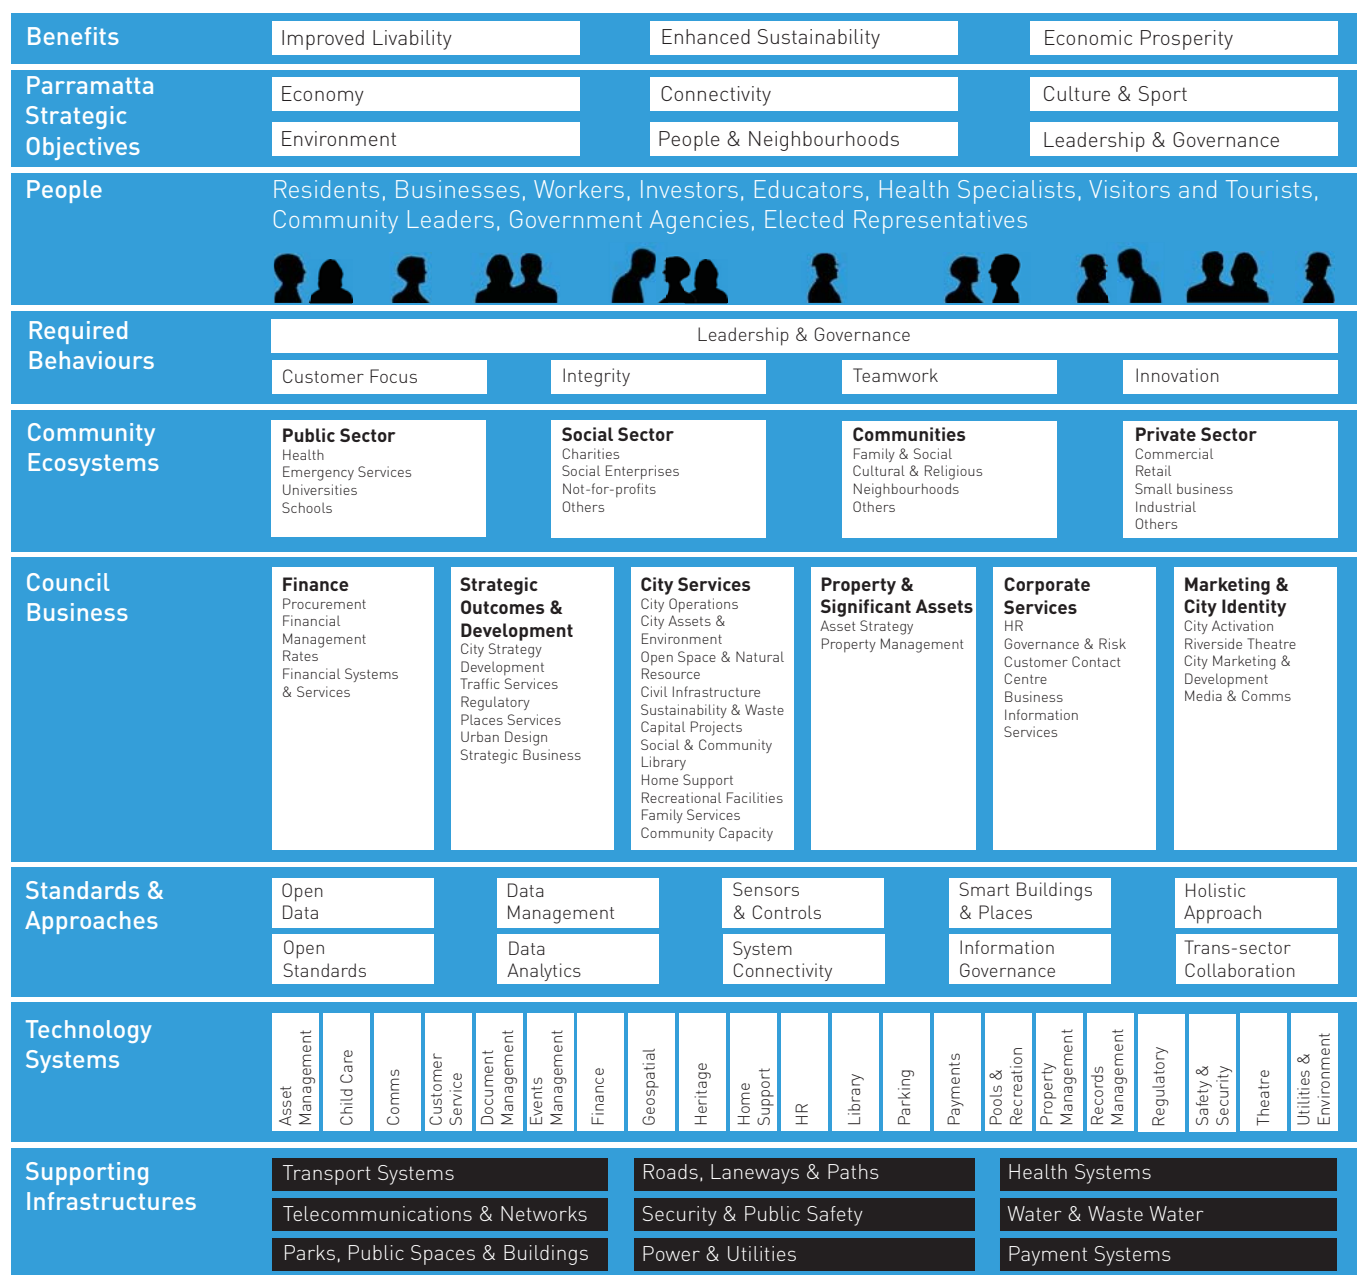 Benefits
Improved Livability
Enhanced Sustainability
Economic Prosperity
Parramatta
Strategic
Objectives
Economy
Connectivity
Culture & Sport
Environment
People & Neighbourhoods
Leadership & Governance
People
Residents, Businesses, Workers, Investors, Educators, Health Specialists, Visitors and Tourists,
Community Leaders, Government Agencies, Elected Representatives
Required
Behaviours
Leadership & Governance
Customer Focus
Integrity
Teamwork
Innovation
Community
Ecosystems
Public Sector
Health
Emergency Services
Universities
Schools
Social Sector
Charities
Social Enterprises
Not-for-profits
Others
Communities
Family & Social
Cultural & Religious
Neighbourhoods
Others
Private Sector
Commercial
Retail
Small business
Industrial
Others
Council
Business
Finance
Procurement
Financial
Management
Rates
Financial Systems
& Services
Strategic
Outcomes &
Development
City Strategy
Development
Traffic Services
Regulatory
Places Services
Urban Design
Strategic Business
City Services
City Operations
City Assets &
Environment
Open Space & Natural
Resource
Civil Infrastructure
Sustainability & Waste
Capital Projects
Social & Community
Library
Home Support
Recreational Facilities
Family Services
Community Capacity
Property &
Significant Assets
Asset Strategy
Property Management
Corporate
Services
HR
Governance & Risk
Customer Contact
Centre
Business
Information
Services
Marketing &
City Identity
City Activation
Riverside Theatre
City Marketing &
Development
Media & Comms
Standards &
Approaches
Open
Data
Data
Management
Sensors
& Controls
Smart Buildings
& Places
Holistic
Approach
Open
Standards
Data
Analytics
System
Connectivity
Information
Governance
Trans-sector
Collaboration
Technology
Systems
Asset
Management
Child Care
Comms
Customer
Service
Document
Management
Events
Management
Finance
Geospatial
Heritage
Home
Support
HR
Library
Parking
Payments
Pools &
Recreation
Property
Management
Records
Management
Regulatory
Safety &
Security
Theatre
Utilities &
Environment
Supporting
Infrastructures
Transport Systems
Roads, Laneways & Paths
Health Systems
Telecommunications & Networks
Security & Public Safety
Water & Waste Water
Parks, Public Spaces & Buildings
Power & Utilities
Payment Systems